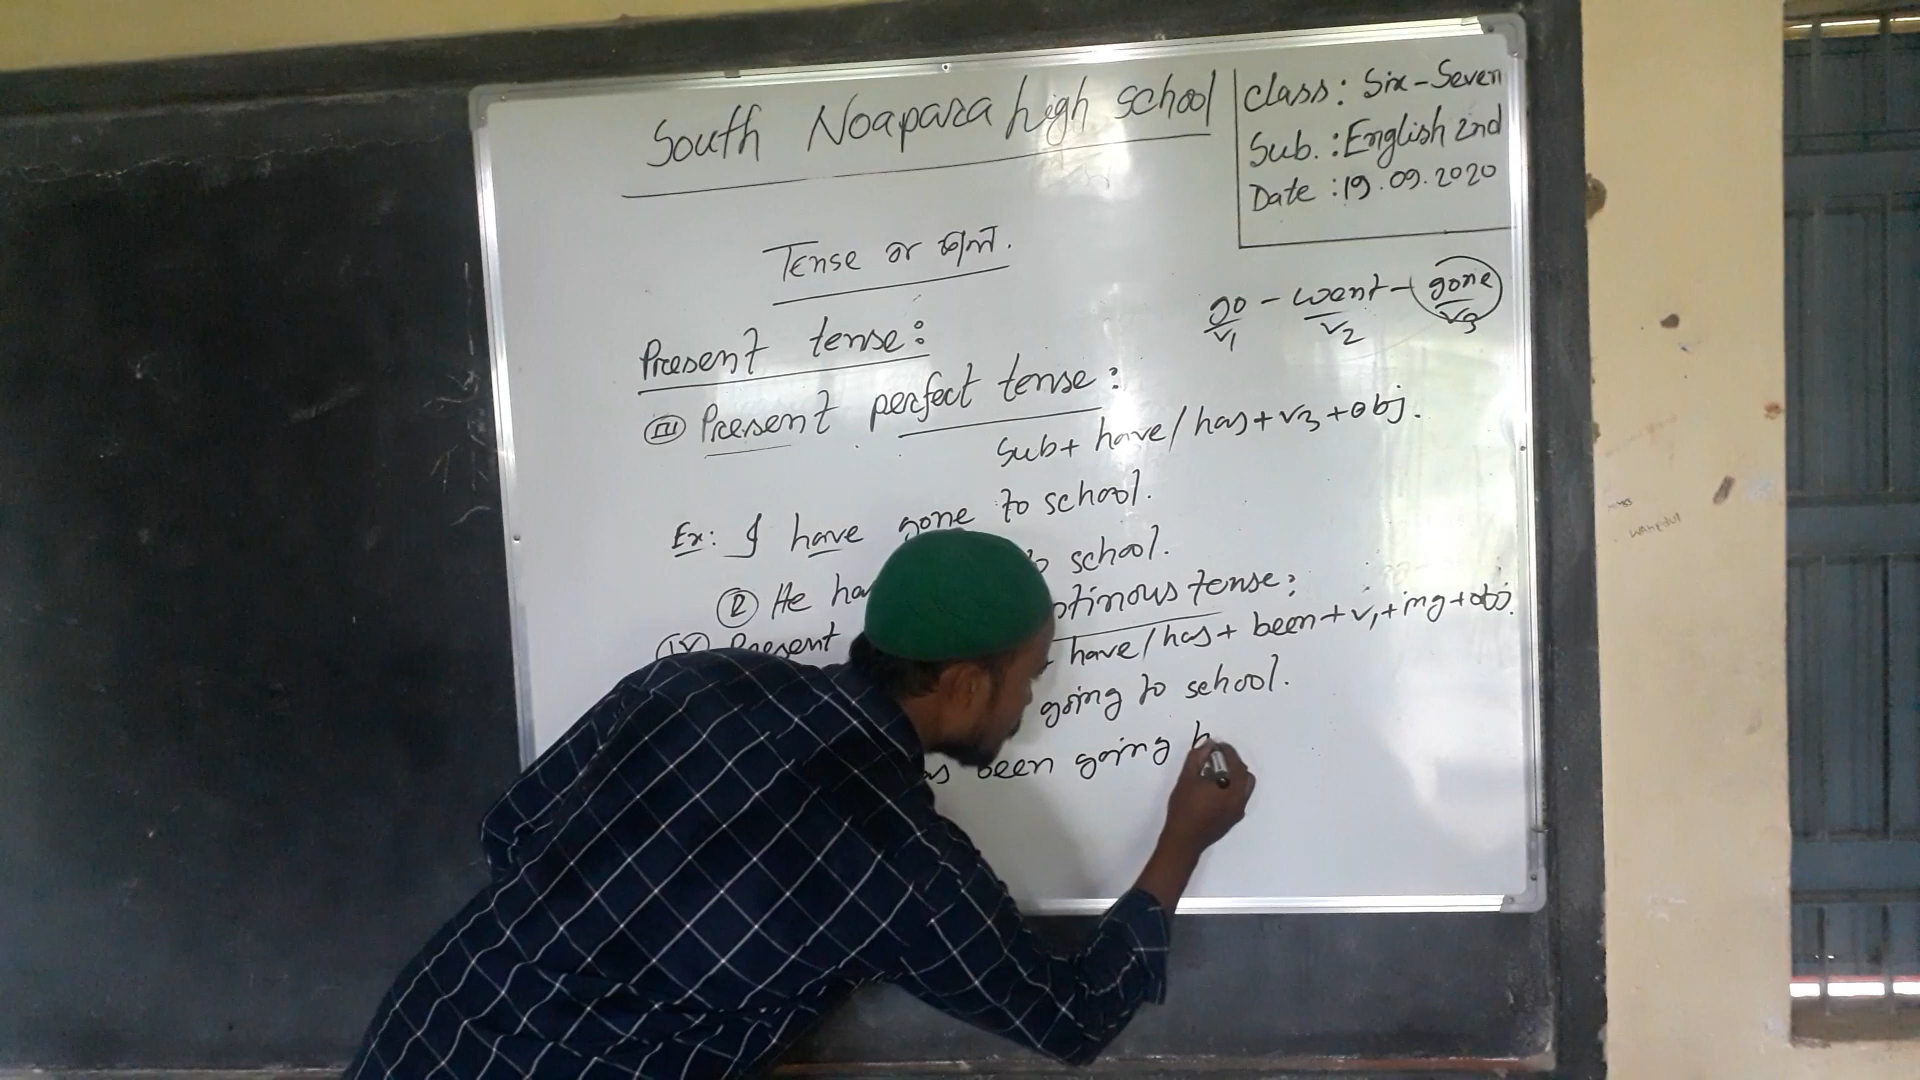 South Noapara high school
class: Six-Seven
Sub.: English 2nd
Date: 19.09.2020
Tense or কাল.
go - went - gone
v1 v2 v3
Present tense:
III Present perfect tense:
Sub+ have/has+v3+obj.
Ex: I have gone to school.
② He to school.
IV Present tense:
have/has+ been+v1+ing+obj.
going to school.
been going